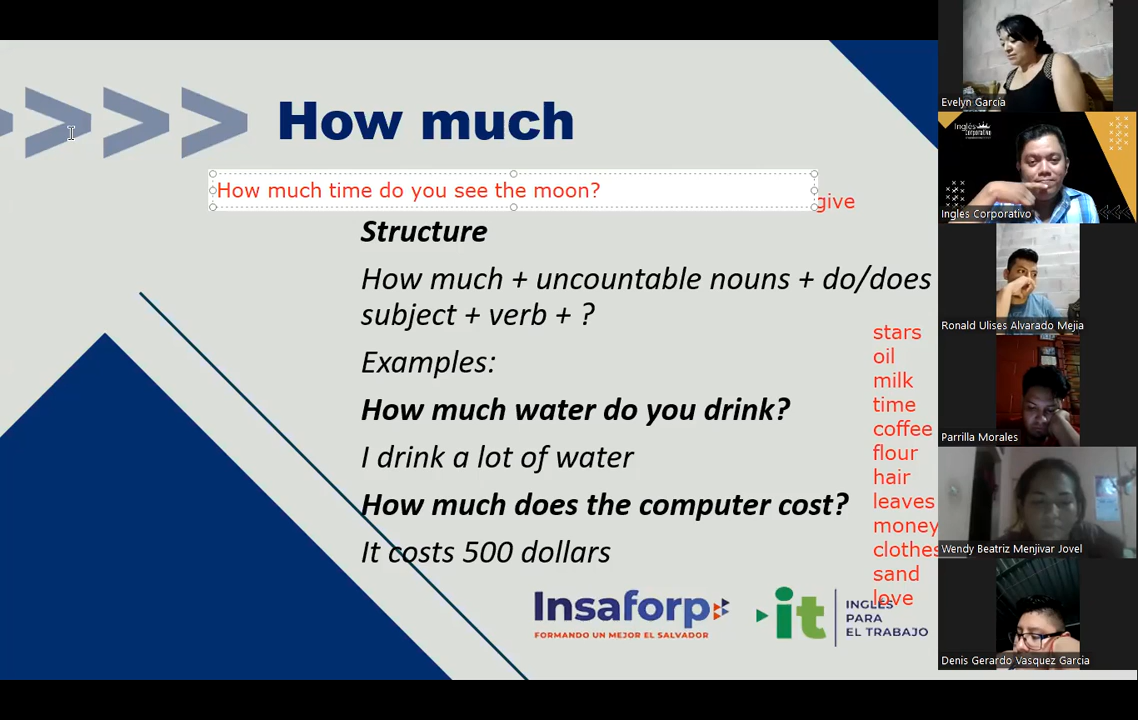 How much
How much time do you see the moon?
give
Structure
How much + uncountable nouns + do/does
subject + verb + ?
Examples:
How much water do you drink?
I drink a lot of water
How much does the computer cost?
It costs 500 dollars
stars
oil
milk
time
coffee
flour
hair
leaves
money
clothes
sand
love
Insaforp
FORMANDO UN MEJOR EL SALVADOR
it
INGLÉS
PARA
EL TRABAJO
Evelyn García
Inglés
Corporativo
Ingles Corporativo
Ronald Ulises Alvarado Mejia
Parrilla Morales
Wendy Beatriz Menjivar Jovel
Denis Gerardo Vasquez Garcia